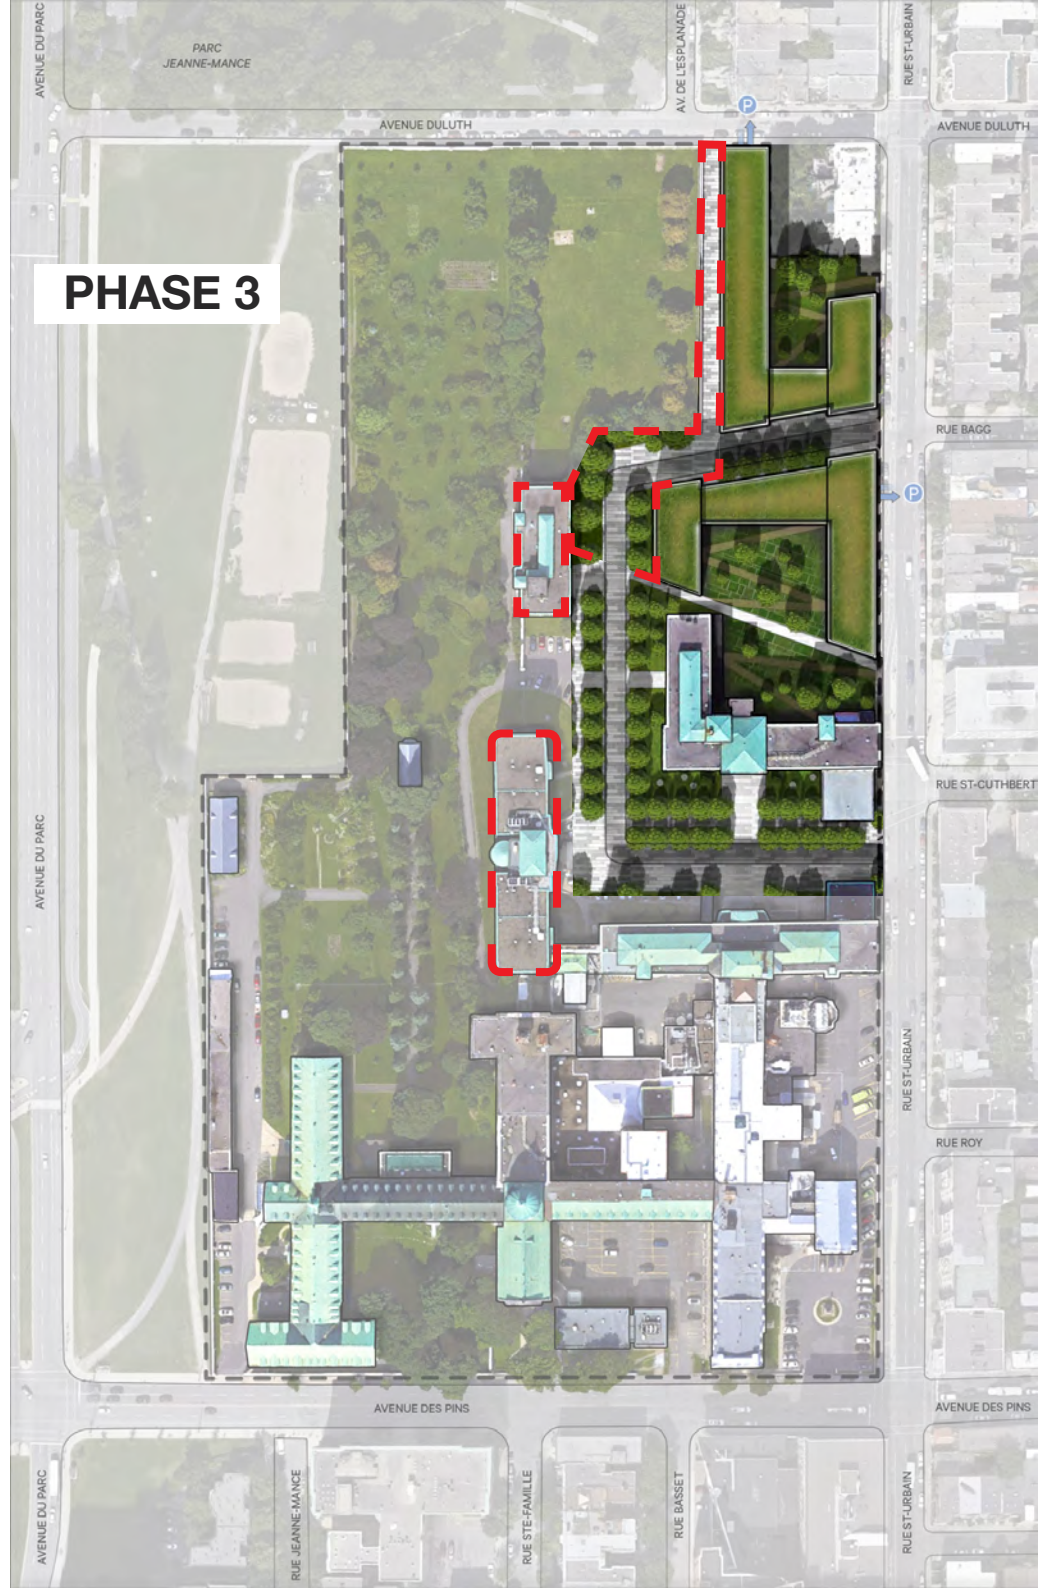 AVENUE DU PARC
PARC
JEANNE-MANCE
AV. DE L'ESPLANADE
RUE ST-URBAIN
P
AVENUE DULUTH
AVENUE DULUTH
PHASE 3
RUE BAGG
P
RUE ST-CUTHBERT
AVENUE DU PARC
RUE ST-URBAIN
RUE ROY
AVENUE DES PINS
AVENUE DES PINS
AVENUE DU PARC
RUE JEANNE-MANCE
RUE STE-FAMILLE
RUE BASSET
RUE ST-URBAIN